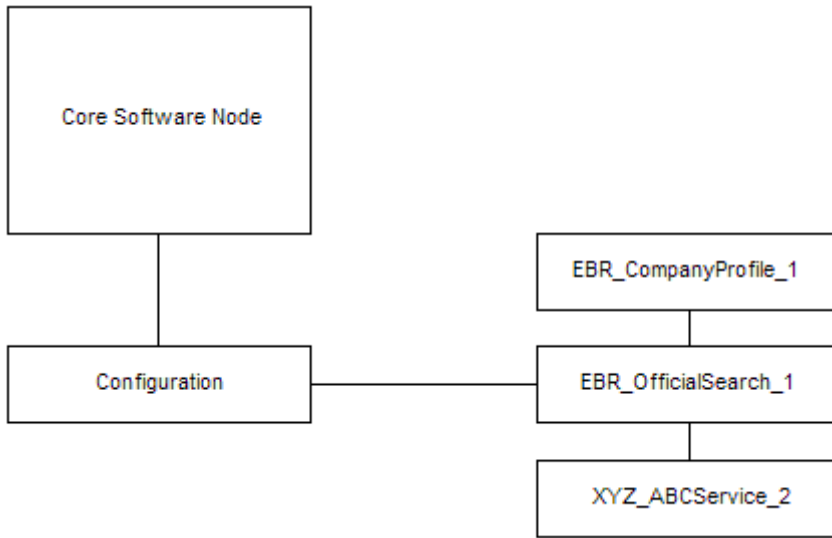 Core Software Node
EBR_CompanyProfile_1
Configuration
EBR_OfficialSearch_1
XYZ_ABCService_2